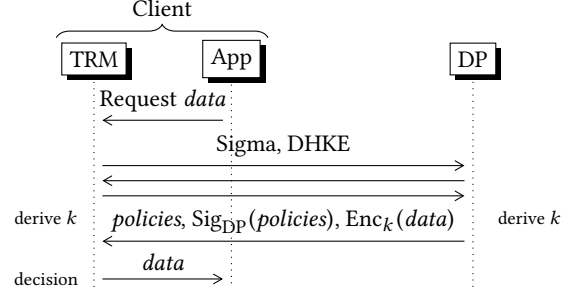 Client
TRM App DP
Request data
Sigma, DHKE
derive k policies, Sig_DP(policies), Enc_k(data) derive k
data
decision